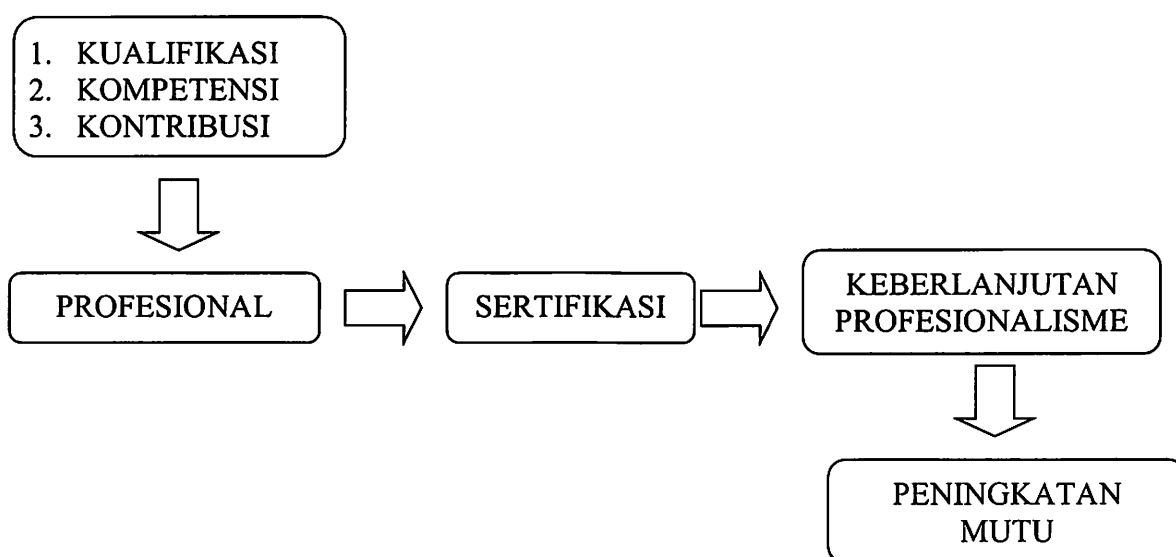 1. KUALIFIKASI
2. KOMPETENSI
3. KONTRIBUSI
PROFESIONAL
SERTIFIKASI
KEBERLANJUTAN
PROFESIONALISME
PENINGKATAN
MUTU